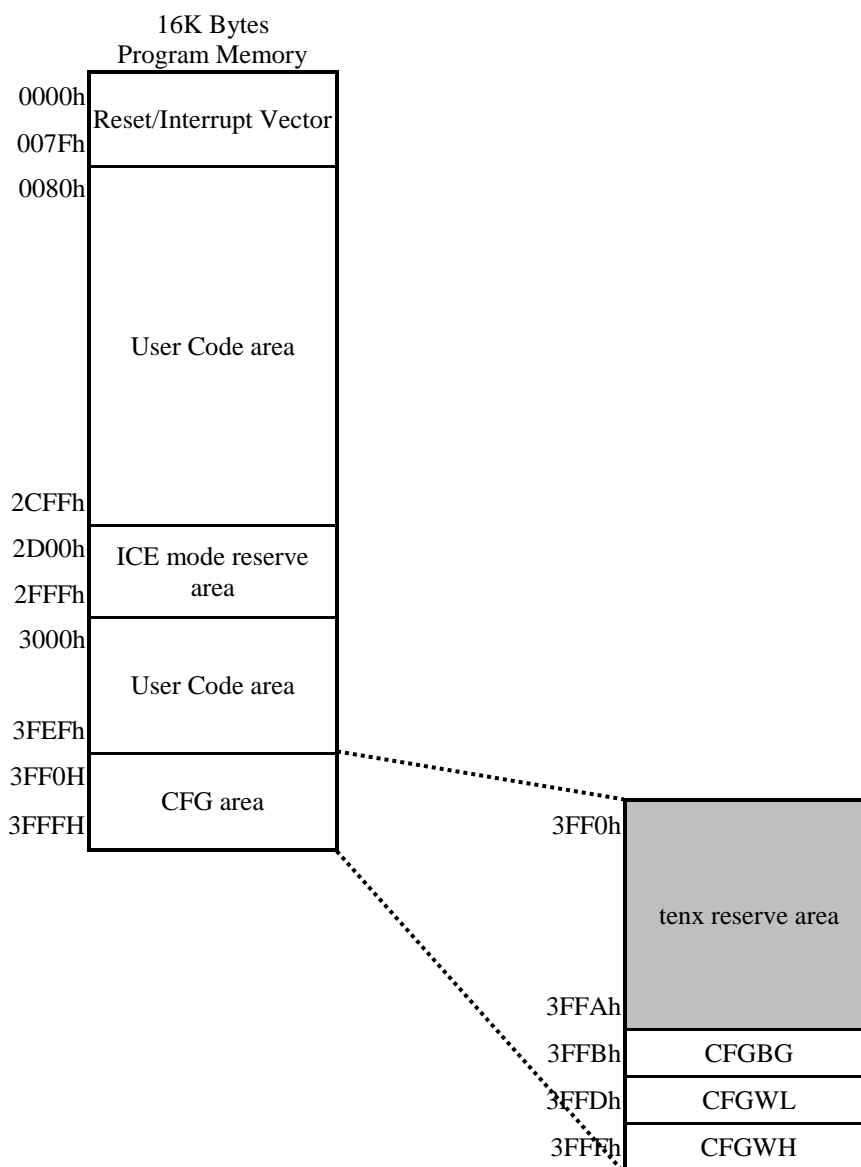 16K Bytes
Program Memory
0000h
Reset/Interrupt Vector
007Fh
0080h
User Code area
2CFFh
2D00h
ICE mode reserve
area
2FFFh
3000h
User Code area
3FEFh
3FF0H
CFG area
3FFFH
3FF0h
tenx reserve area
3FFAh
3FFBh
CFGBG
3FFDh
CFGWL
3FFFh
CFGWH